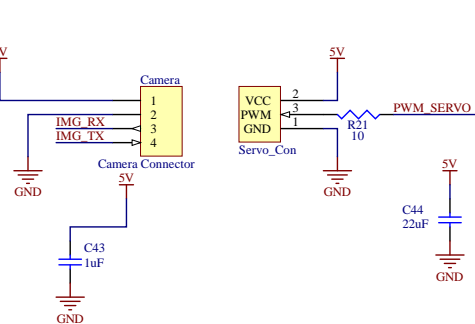 V
5V
Camera
1
2
IMG_RX
3
IMG_TX
4
Camera Connector
GND
VCC
2
PWM
3
GND
1
Servo_Con
R21
10
PWM_SERVO
GND
5V
C43
1uF
GND
5V
C44
22uF
GND